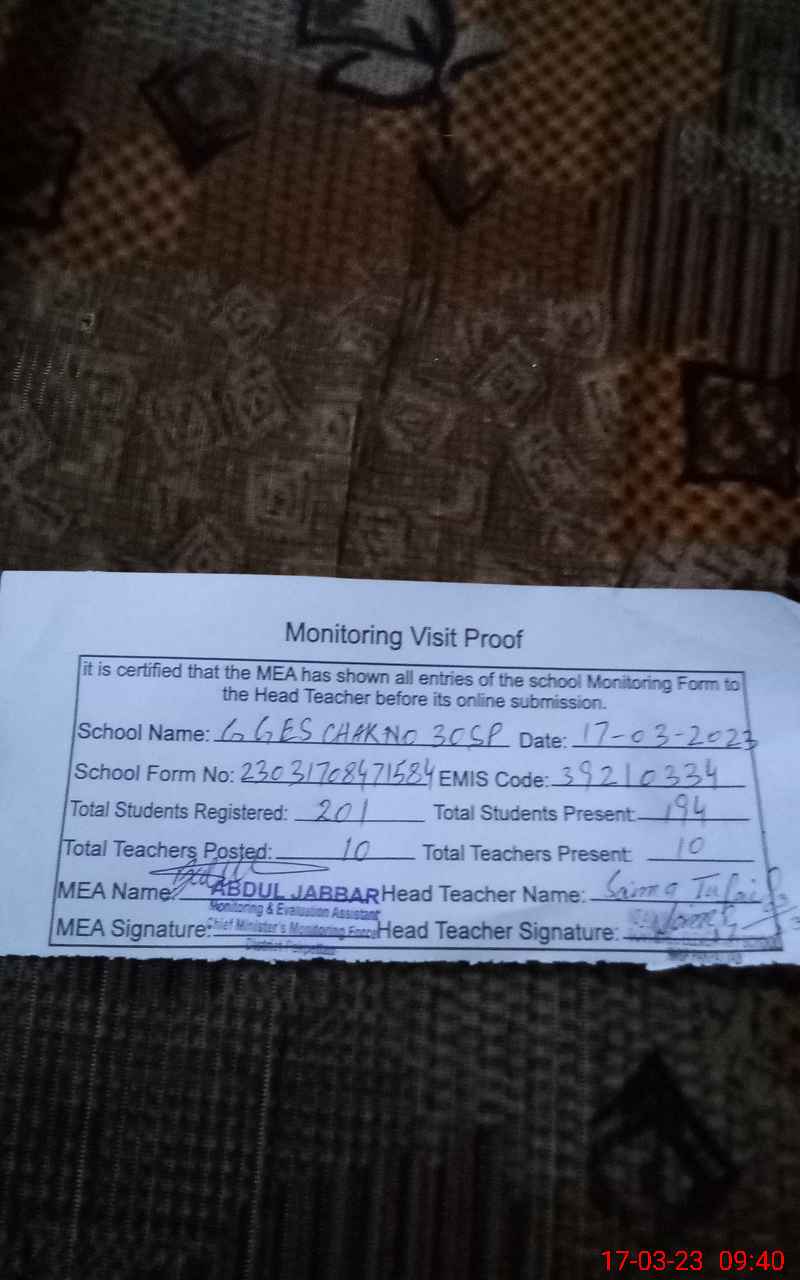 Monitoring Visit Proof
it is certified that the MEA has shown all entries of the school Monitoring Form to
the Head Teacher before its online submission.
School Name: GGES CHAK NO 30SP Date: 17-03-2023
School Form No: 23031708471584 EMIS Code: 39210334
Total Students Registered: 201 Total Students Present: 194
Total Teachers Posted: 10 Total Teachers Present: 10
MEA Name: ABDUL JABBAR Head Teacher Name: Saima Tufail
Monitoring & Evaluation Assistant
MEA Signature: Chief Minister's Monitoring Force Head Teacher Signature:
District
17-03-23 09:40